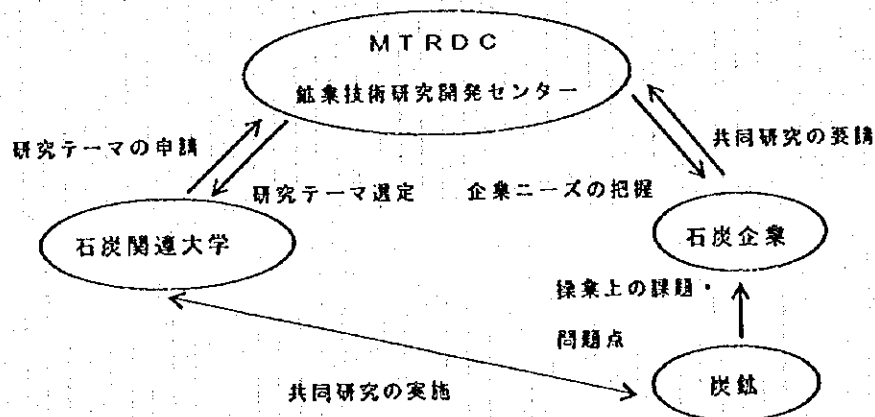 MTRDC
鉱業技術研究開発センター
研究テーマの申請
共同研究の要請
研究テーマ選定
企業ニーズの把握
石炭関連大学
石炭企業
操業上の課題・
問題点
炭鉱
共同研究の実施